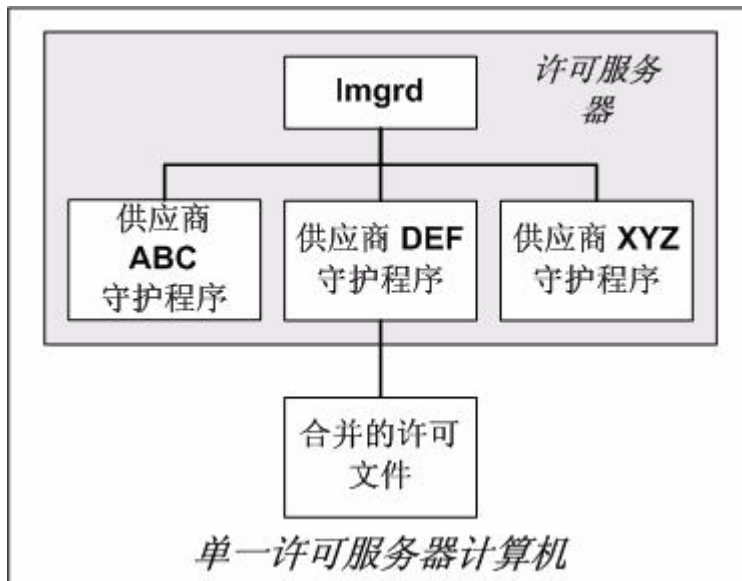 lmgrd
许可服务
器
供应商
ABC
守护程序
供应商 DEF
守护程序
供应商 XYZ
守护程序
合并的许可
文件
单一许可服务器计算机